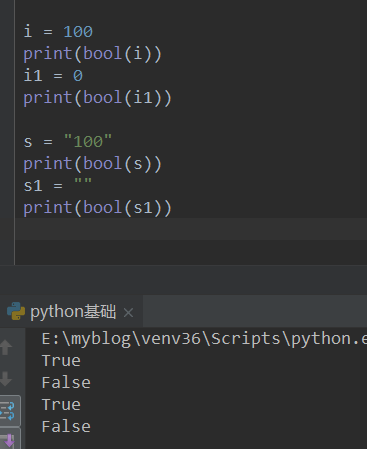 i = 100
print(bool(i))
i1 = 0
print(bool(i1))
s = "100"
print(bool(s))
s1 = ""
print(bool(s1))
python基础 ×
E:\myblog\venv36\Scripts\python.e
True
False
True
False